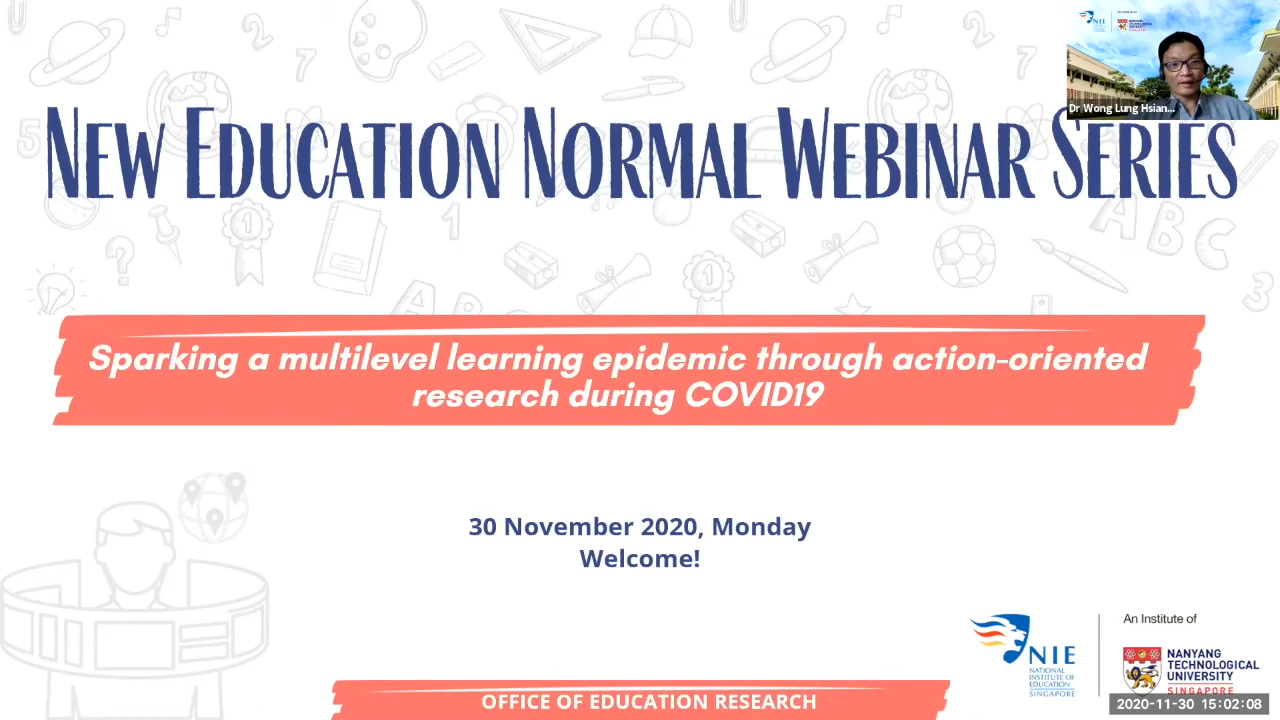 Dr Wong Lung Hsian...
NEW EDUCATION NORMAL WEBINAR SERIES
Sparking a multilevel learning epidemic through action-oriented
research during COVID19
30 November 2020, Monday
Welcome!
An Institute of
NIE
NATIONAL
INSTITUTE OF
EDUCATION
SINGAPORE
NANYANG
TECHNOLOGICAL
UNIVERSITY
SINGAPORE
OFFICE OF EDUCATION RESEARCH
2020-11-30 15:02:08